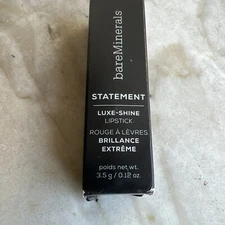 bareMinerals
STATEMENT
LUXE-SHINE
LIPSTICK
ROUGE À LÈVRES
BRILLANCE
EXTRÊME
poids net wt.
3.5 g / 0.12 oz.